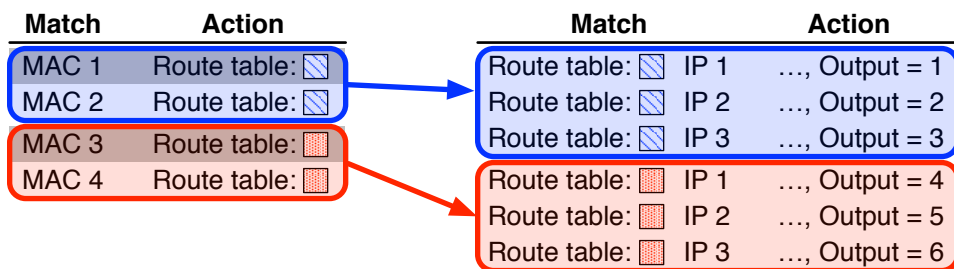 Match Action Match Action
MAC 1 Route table: Route table: IP 1 …, Output = 1
MAC 2 Route table: Route table: IP 2 …, Output = 2
Route table: IP 3 …, Output = 3
MAC 3 Route table:
MAC 4 Route table: Route table: IP 1 …, Output = 4
Route table: IP 2 …, Output = 5
Route table: IP 3 …, Output = 6